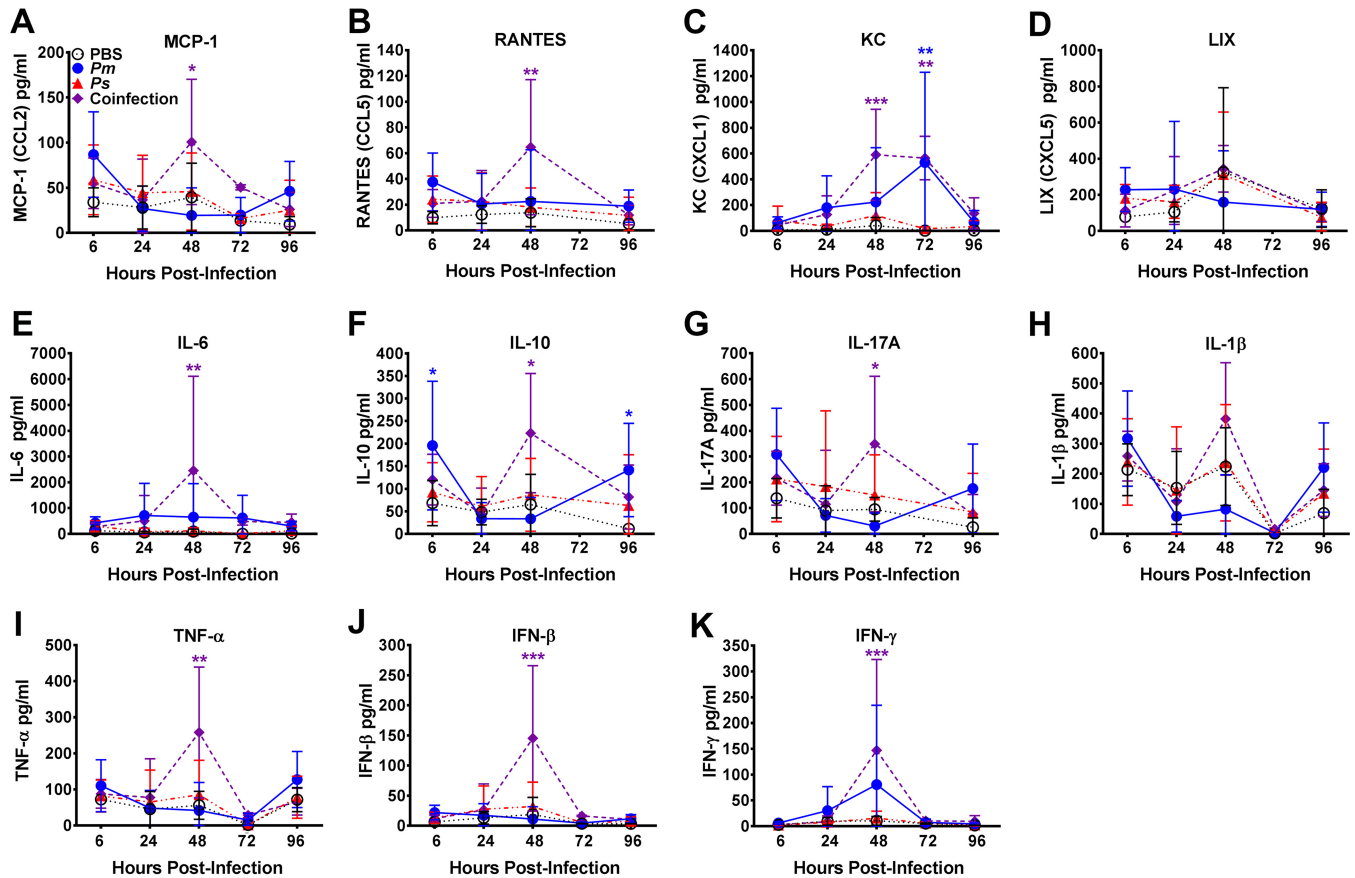 A
MCP-1
MCP-1 (CCL2) pg/ml
200
150
100
50
0
PBS
Pm
Ps
Coinfection
*
6 24 48 72 96
Hours Post-Infection
B
RANTES
RANTES (CCL5) pg/ml
140
120
100
80
60
40
20
0
**
6 24 48 72 96
Hours Post-Infection
C
KC
KC (CXCL1) pg/ml
1400
1200
1000
800
600
400
200
0
***
**
**
6 24 48 72 96
Hours Post-Infection
D
LIX
LIX (CXCL5) pg/ml
1000
800
600
400
200
0
6 24 48 72 96
Hours Post-Infection
E
IL-6
IL-6 pg/ml
7000
6000
5000
4000
3000
2000
1000
0
**
6 24 48 72 96
Hours Post-Infection
F
IL-10
IL-10 pg/ml
400
350
300
250
200
150
100
50
0
*
*
*
6 24 48 72 96
Hours Post-Infection
G
IL-17A
IL-17A pg/ml
700
600
500
400
300
200
100
0
*
6 24 48 72 96
Hours Post-Infection
H
IL-1β
IL-1β pg/ml
600
500
400
300
200
100
0
6 24 48 72 96
Hours Post-Infection
I
TNF-α
TNF-α pg/ml
500
400
300
200
100
0
**
6 24 48 72 96
Hours Post-Infection
J
IFN-β
IFN-β pg/ml
300
250
200
150
100
50
0
***
6 24 48 72 96
Hours Post-Infection
K
IFN-γ
IFN-γ pg/ml
350
300
250
200
150
100
50
0
***
6 24 48 72 96
Hours Post-Infection